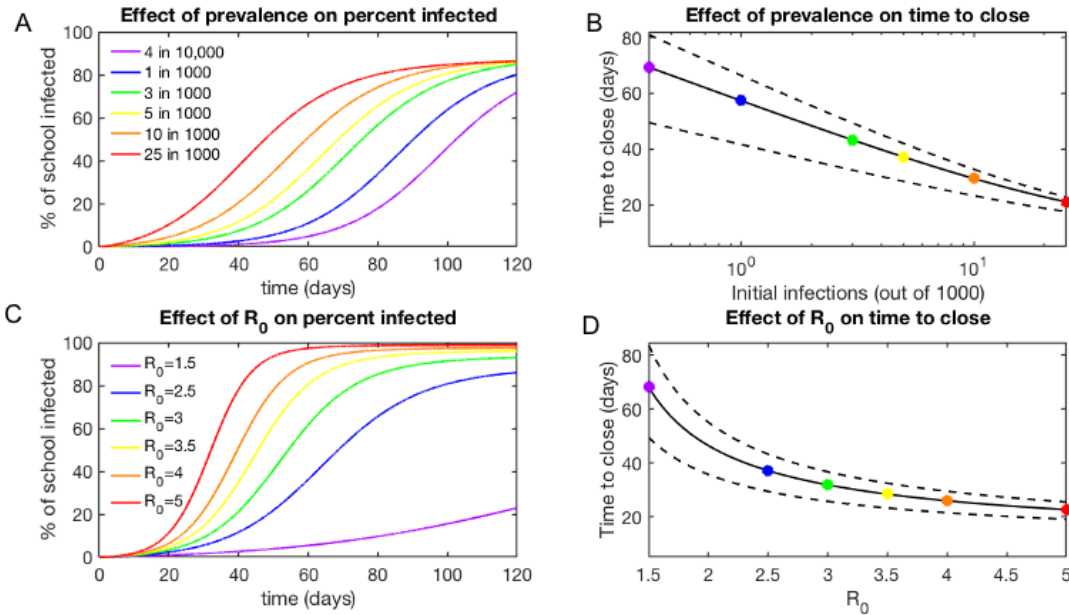 A
Effect of prevalence on percent infected
100
80
60
40
20
0
% of school infected
4 in 10,000
1 in 1000
3 in 1000
5 in 1000
10 in 1000
25 in 1000
0 20 40 60 80 100 120
time (days)
B
Effect of prevalence on time to close
80
60
40
20
Time to close (days)
10⁰ 10¹
Initial infections (out of 1000)
C
Effect of R₀ on percent infected
100
80
60
40
20
0
% of school infected
R₀=1.5
R₀=2.5
R₀=3
R₀=3.5
R₀=4
R₀=5
0 20 40 60 80 100 120
time (days)
D
Effect of R₀ on time to close
80
60
40
20
Time to close (days)
1.5 2 2.5 3 3.5 4 4.5 5
R₀